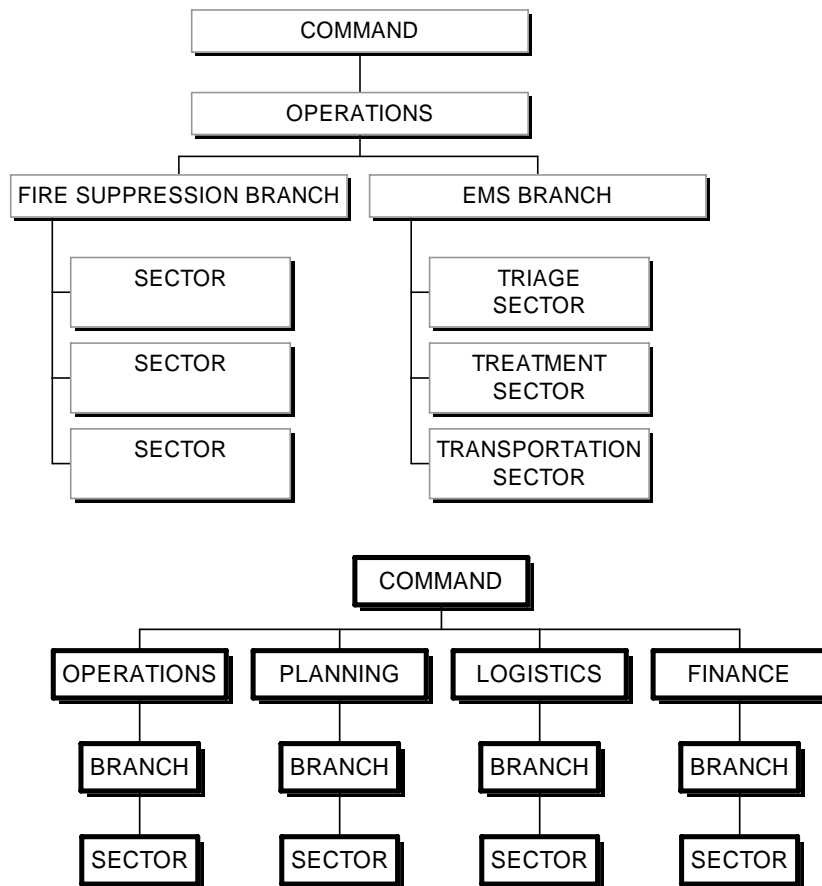 COMMAND
OPERATIONS
FIRE SUPPRESSION BRANCH
EMS BRANCH
SECTOR
TRIAGE
SECTOR
SECTOR
TREATMENT
SECTOR
SECTOR
TRANSPORTATION
SECTOR
COMMAND
OPERATIONS
PLANNING
LOGISTICS
FINANCE
BRANCH
BRANCH
BRANCH
BRANCH
SECTOR
SECTOR
SECTOR
SECTOR